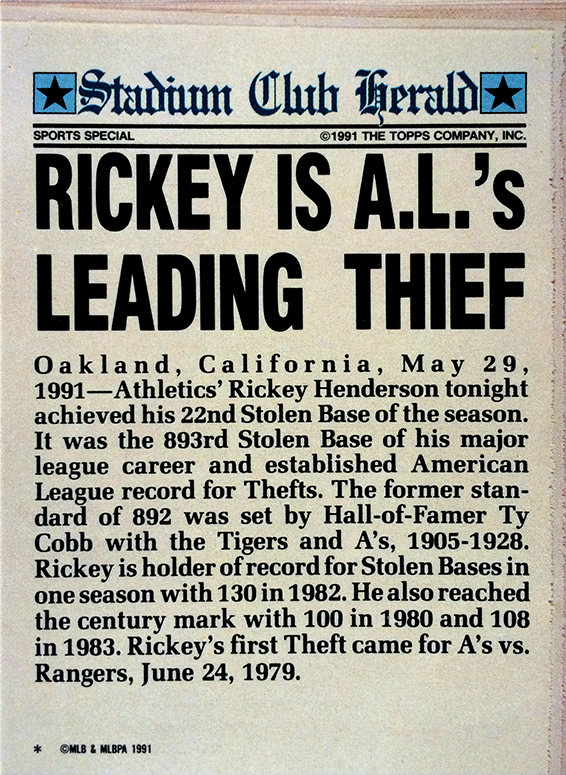 Stadium Club Herald
SPORTS SPECIAL ©1991 THE TOPPS COMPANY, INC.
RICKEY IS A.L.'s
LEADING THIEF
Oakland, California, May 29,
1991—Athletics' Rickey Henderson tonight
achieved his 22nd Stolen Base of the season.
It was the 893rd Stolen Base of his major
league career and established American
League record for Thefts. The former stan-
dard of 892 was set by Hall-of-Famer Ty
Cobb with the Tigers and A's, 1905-1928.
Rickey is holder of record for Stolen Bases in
one season with 130 in 1982. He also reached
the century mark with 100 in 1980 and 108
in 1983. Rickey's first Theft came for A's vs.
Rangers, June 24, 1979.
* ©MLB & MLBPA 1991